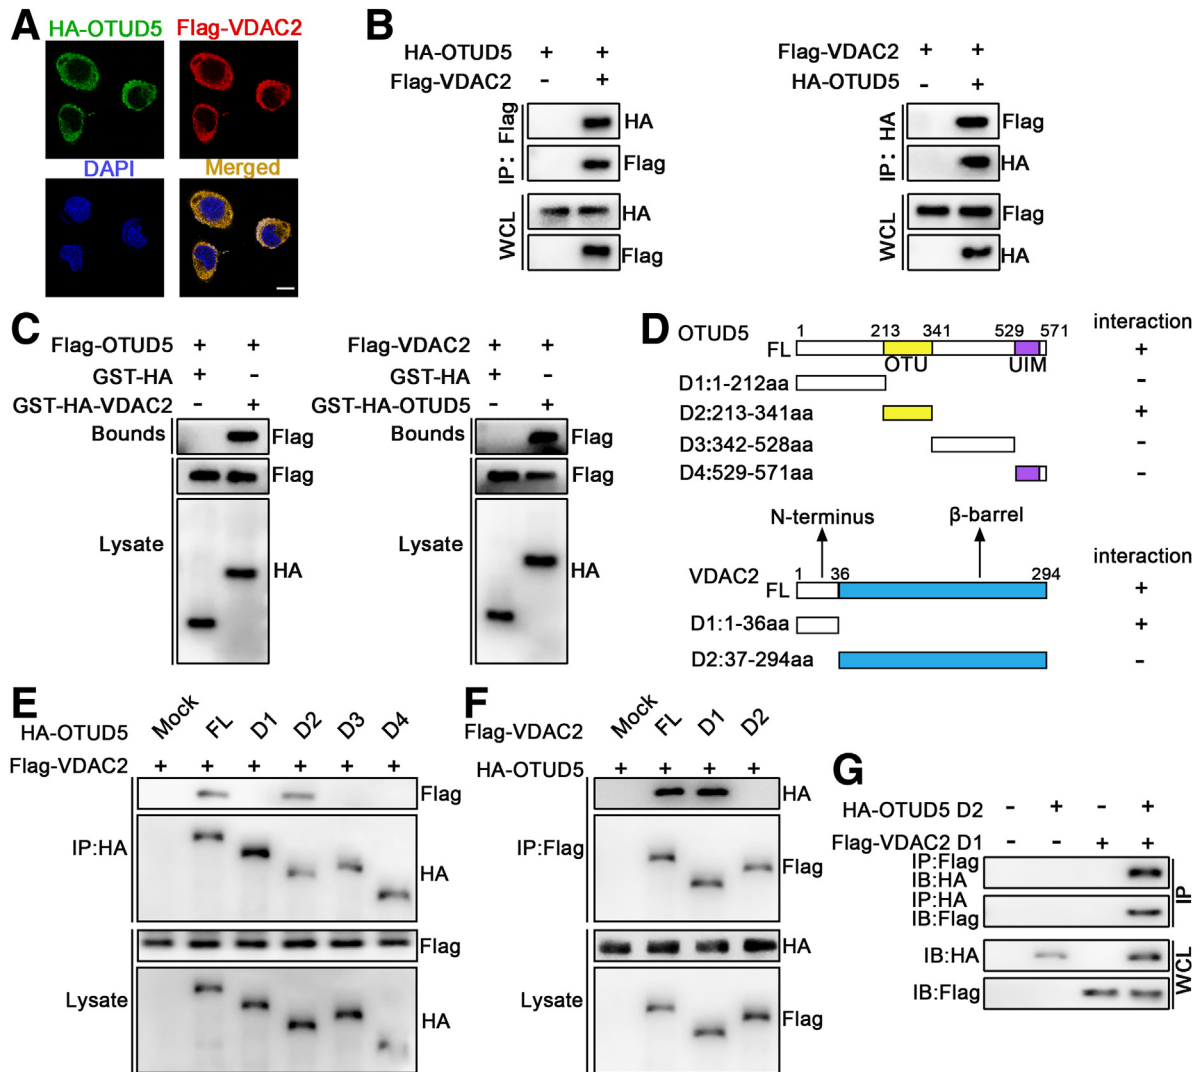 A
HA-OTUD5 Flag-VDAC2
DAPI Merged
B
HA-OTUD5 + +
Flag-VDAC2 - +
IP: Flag
HA
Flag
WCL
HA
Flag
Flag-VDAC2 + +
HA-OTUD5 - +
IP: HA
Flag
HA
WCL
Flag
HA
C
Flag-OTUD5 + +
GST-HA + -
GST-HA-VDAC2 - +
Bounds Flag
Flag
Lysate HA
Flag-VDAC2 + +
GST-HA + -
GST-HA-OTUD5 - +
Bounds Flag
Flag
Lysate HA
D
interaction
OTUD5 1 213 341 529 571
FL +
OTU UIM
D1:1-212aa -
D2:213-341aa +
D3:342-528aa -
D4:529-571aa -
N-terminus β-barrel
interaction
VDAC2 1 36 294
FL +
D1:1-36aa +
D2:37-294aa -
E
HA-OTUD5 Mock FL D1 D2 D3 D4
Flag-VDAC2 + + + + + +
Flag
IP:HA HA
Flag
Lysate HA
F
Flag-VDAC2 Mock FL D1 D2
HA-OTUD5 + + + +
HA
IP:Flag Flag
HA
Lysate Flag
G
HA-OTUD5 D2 - + - +
Flag-VDAC2 D1 - - + +
IP:Flag
IB:HA
IP:HA
IB:Flag
IP
IB:HA
IB:Flag
WCL